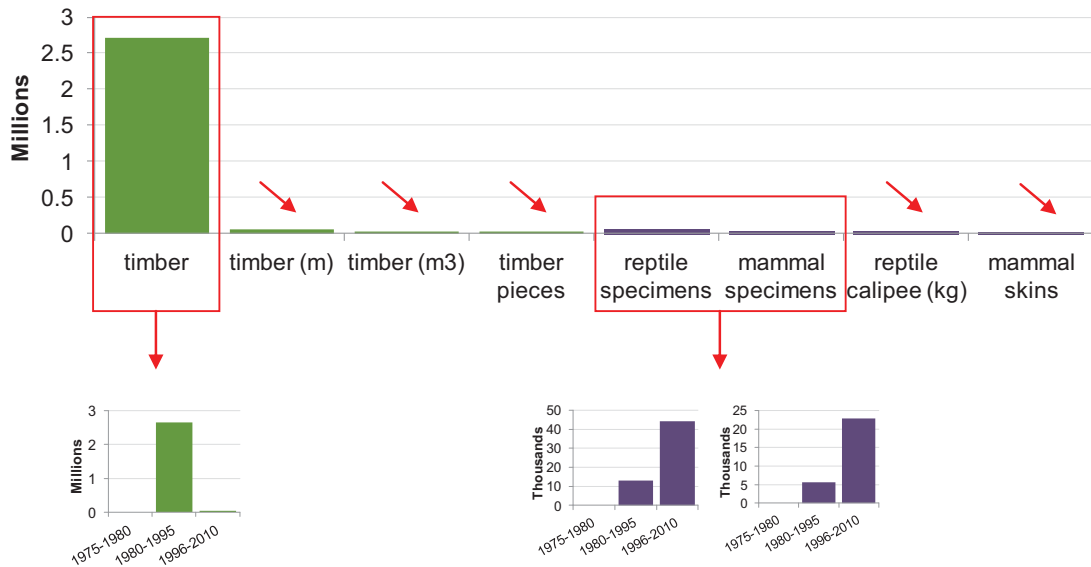 3
2.5
2
1.5
1
0.5
0
Millions
timber
timber (m)
timber (m3)
timber
pieces
reptile
specimens
mammal
specimens
reptile
calipee (kg)
mammal
skins
3
2
1
0
Millions
1975-1980
1980-1995
1996-2010
50
40
30
20
10
0
Thousands
1975-1980
1980-1995
1996-2010
25
20
15
10
5
0
Thousands
1975-1980
1980-1995
1996-2010